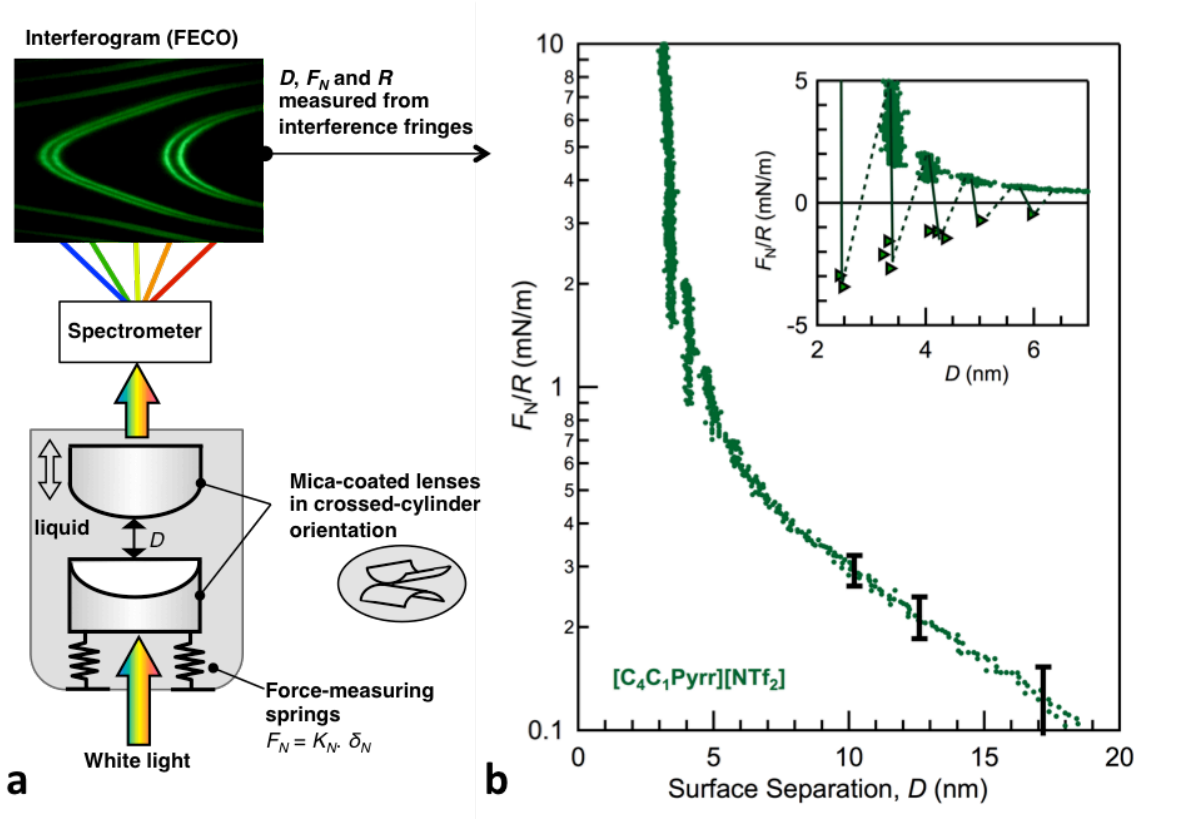 Interferogram (FECO)
D, F_N and R
measured from
interference fringes
Spectrometer
liquid
D
Mica-coated lenses
in crossed-cylinder
orientation
Force-measuring
springs
F_N = K_N. δ_N
White light
a
10
8
7
6
5
4
3
2
1
8
7
6
5
4
3
2
0.1
F_N/R (mN/m)
0
5
10
15
20
Surface Separation, D (nm)
[C₄C₁Pyrr][NTf₂]
5
0
-5
F_N/R (mN/m)
2
4
6
D (nm)
b